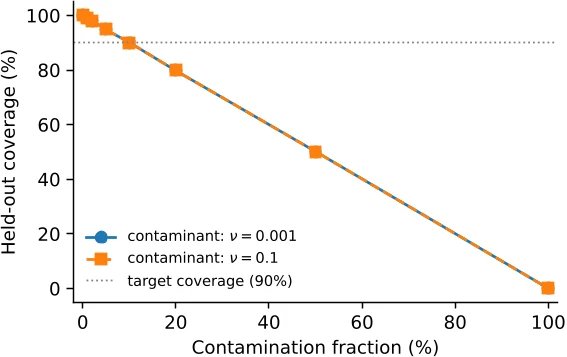 Held-out coverage (%)
100
80
60
40
20
0
contaminant: ν = 0.001
contaminant: ν = 0.1
target coverage (90%)
0 20 40 60 80 100
Contamination fraction (%)